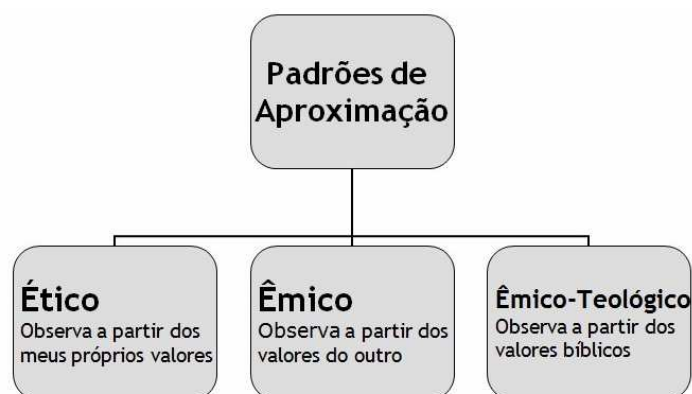 Padrões de
Aproximação
Ético
Observa a partir dos
meus próprios valores
Êmico
Observa a partir dos
valores do outro
Êmico-Teológico
Observa a partir dos
valores bíblicos